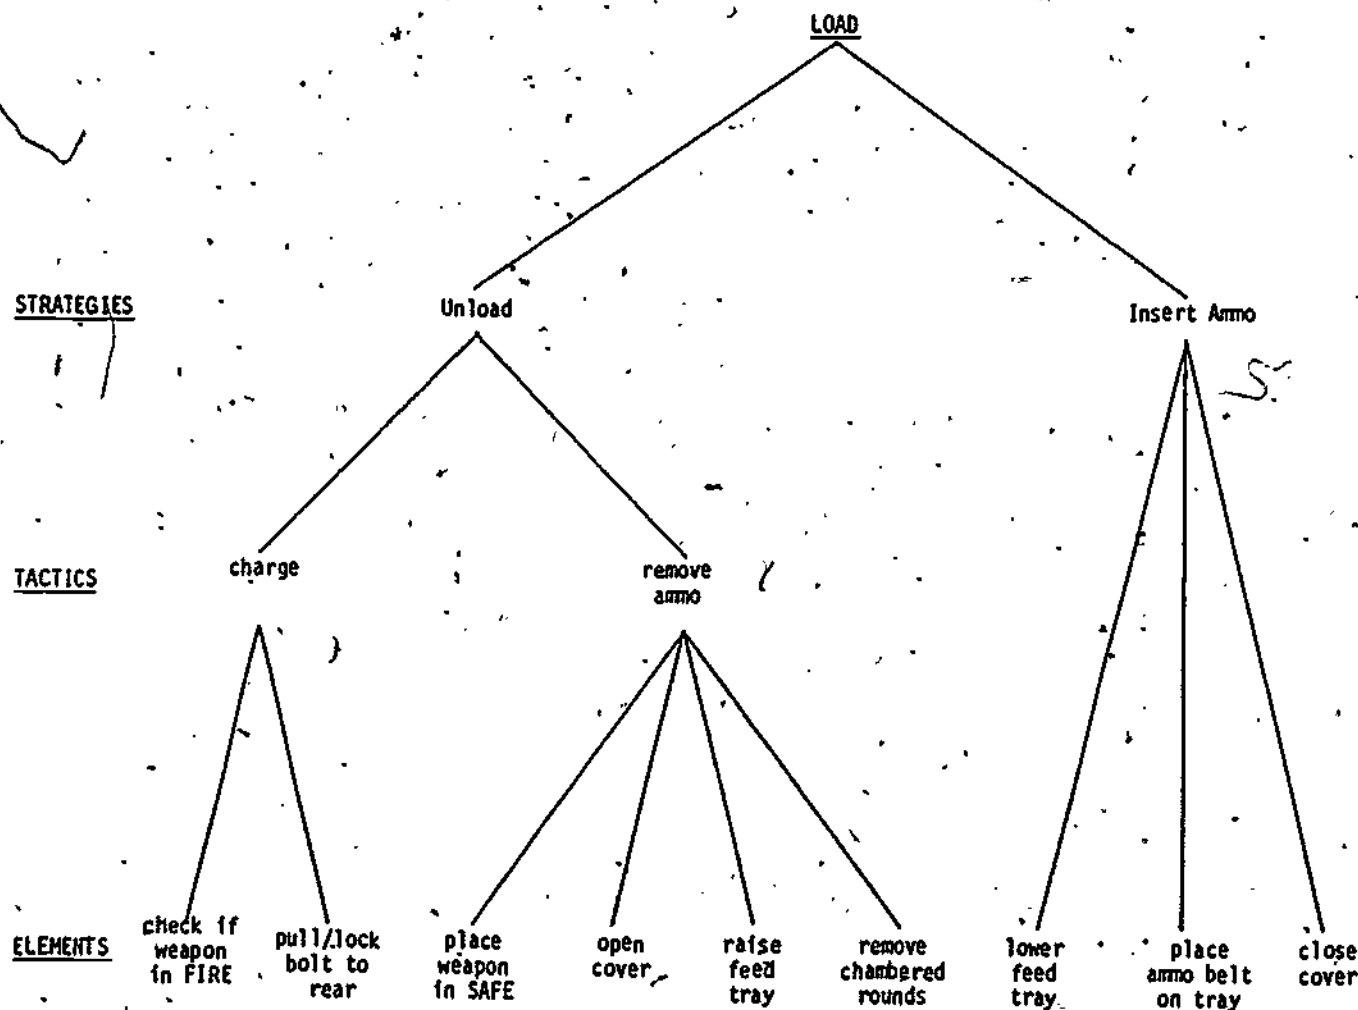 LOAD
STRATEGIES
Unload
Insert Ammo
TACTICS
charge
remove
ammo
ELEMENTS
check if
weapon
in FIRE
pull/lock
bolt to
rear
place
weapon
in SAFE
open
cover
raise
feed
tray
remove
chambered
rounds
lower
feed
tray
place
ammo belt
on tray
close
cover